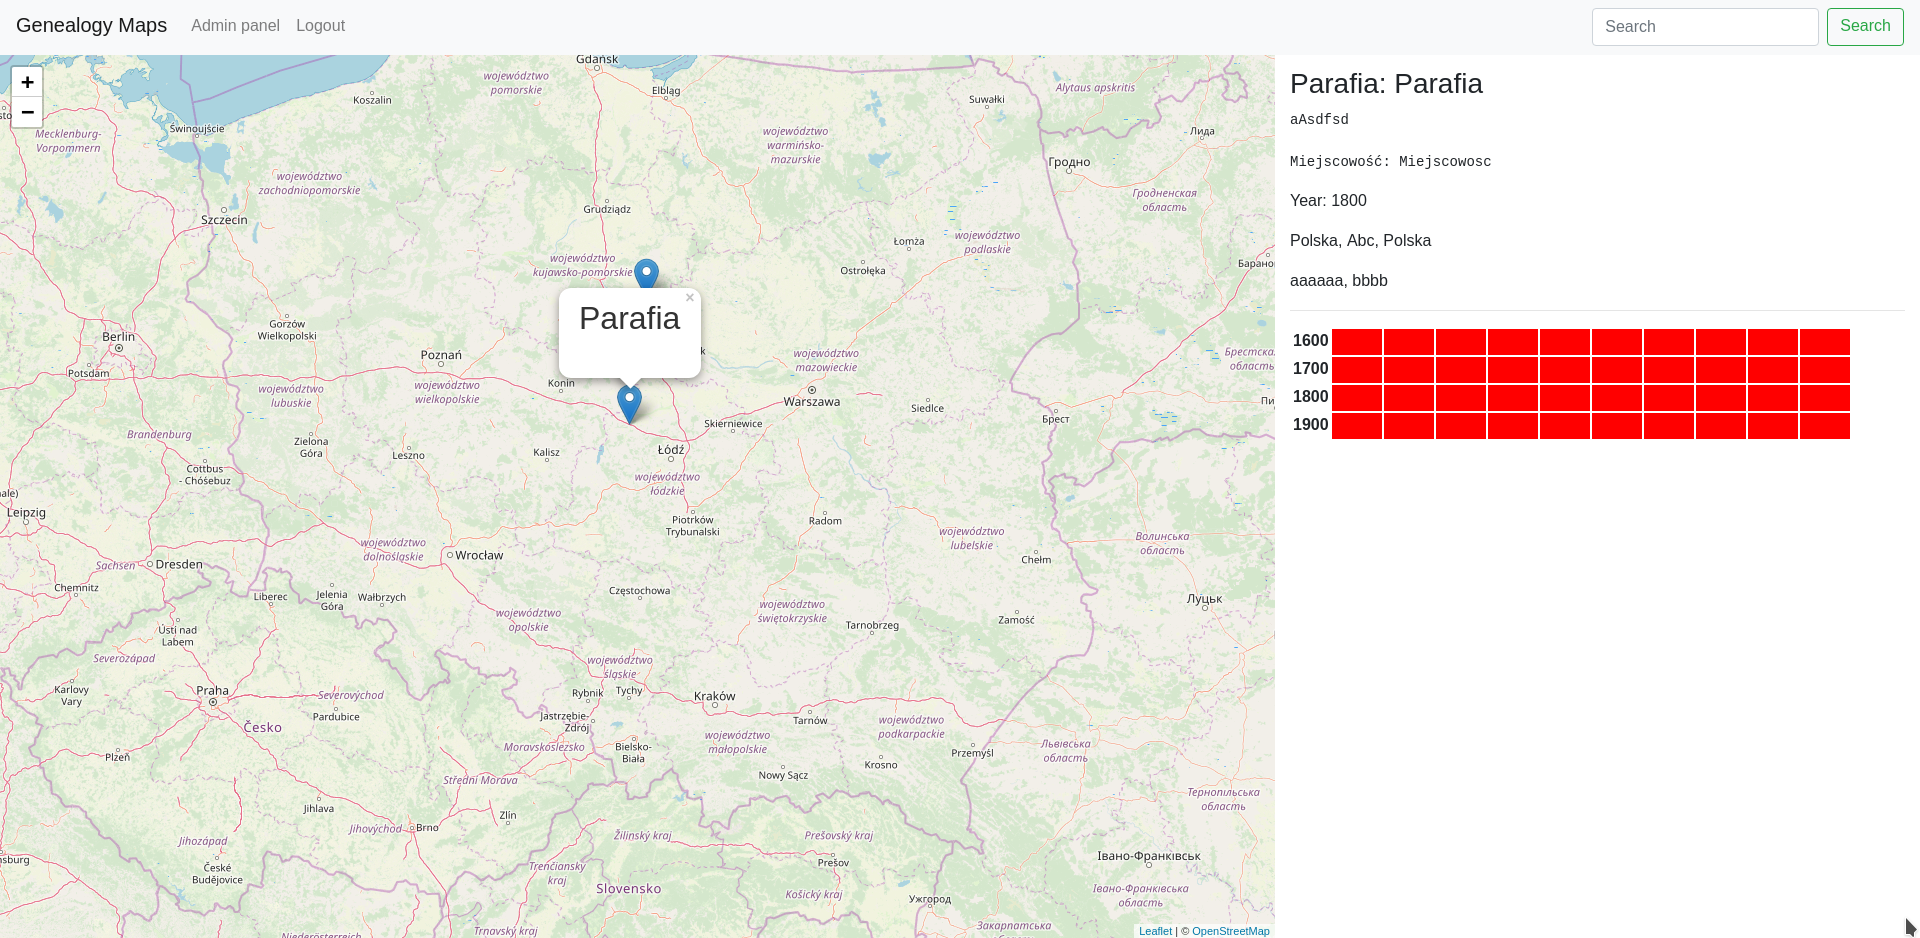 Genealogy Maps Admin panel Logout Search Search
+
−
Gdańsk
województwo
pomorskie
Elbląg
Koszalin
Suwałki
Alytaus apskritis
Mecklenburg-
Vorpommern
Świnoujście
województwo
warmińsko-
mazurskie
Лида
Гродно
województwo
zachodniopomorskie
Гродненская
область
Szczecin
Grudziądz
Łomża
województwo
podlaskie
województwo
kujawsko-pomorskie
Ostrołęka
×
Parafia
Gorzów
Wielkopolski
Berlin
Poznań
województwo
mazowieckie
Potsdam
Konin
województwo
lubuskie
województwo
wielkopolskie
Warszawa
Siedlce
Брест
Skierniewice
Brandenburg
Zielona
Góra
Leszno
Kalisz
Łódź
Cottbus
- Chóśebuz
województwo
łódzkie
Leipzig
Piotrków
Trybunalski
Radom
województwo
lubelskie
Волинська
область
województwo
dolnośląskie
Wrocław
Chełm
Sachsen
Dresden
Chemnitz
Liberec
Jelenia
Góra
Wałbrzych
Częstochowa
województwo
świętokrzyskie
Луцьк
województwo
opolskie
Zamość
Tarnobrzeg
Ústí nad
Labem
Severozápad
województwo
śląskie
Karlovy
Vary
Praha
Severovýchod
Rybnik
Tychy
Kraków
Pardubice
Jastrzębie-
Zdrój
Tarnów
województwo
podkarpackie
Česko
Moravskoslezsko
województwo
małopolskie
Plzeň
Bielsko-
Biała
Przemyśl
Львівська
область
Krosno
Nowy Sącz
Střední Morava
Тернопільська
область
Jihlava
Zlín
Jihovýchod
Brno
Jihozápad
Žilinský kraj
Prešovský kraj
Івано-Франківськ
České
Budějovice
Trenčiansky
kraj
Prešov
Slovensko
Košický kraj
Івано-Франківська
область
Ужгород
Закарпатська
Trnavský kraj
Niederösterreich
Leaflet | © OpenStreetMap
Parafia: Parafia
aAsdfsd
Miejscowość: Miejscowosc
Year: 1800
Polska, Abc, Polska
aaaaaa, bbbb
1600
1700
1800
1900